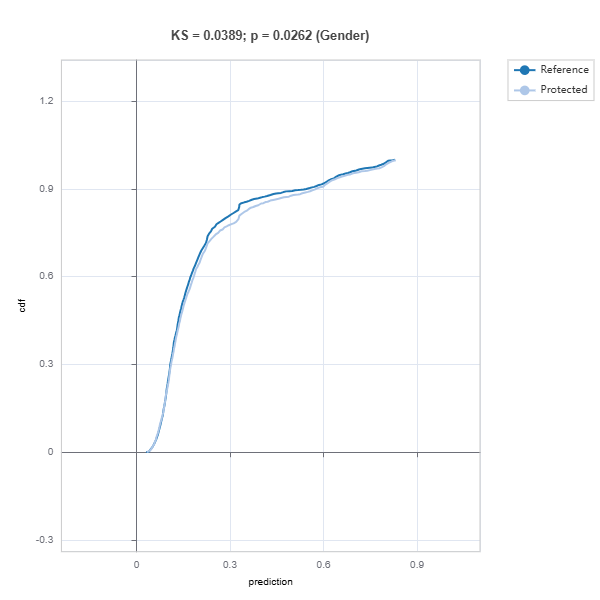 KS = 0.0389; p = 0.0262 (Gender)
Reference
Protected
1.2
0.9
0.6
0.3
0
-0.3
cdf
0
0.3
0.6
0.9
prediction